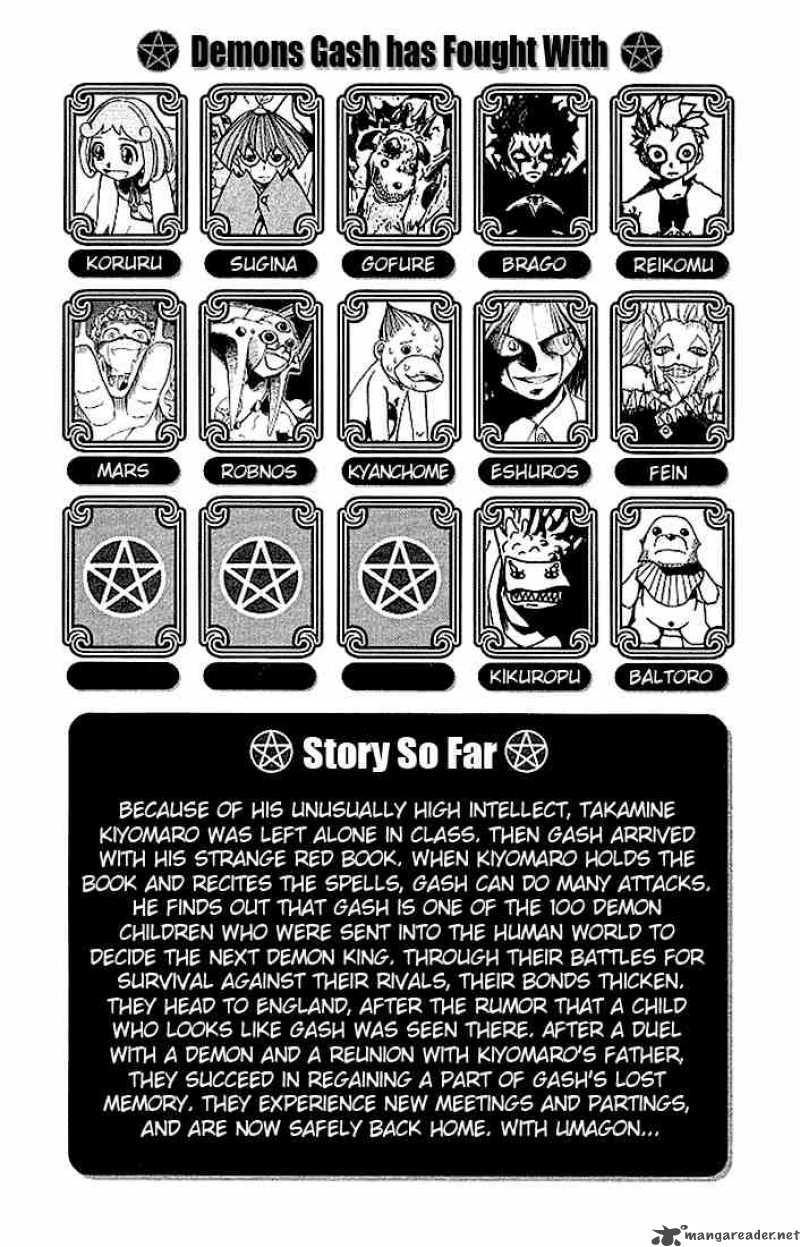 Demons Gash has Fought With
KORURU SUGINA GOFURE BRAGO REIKOMU
MARS ROBNOS KYANCHOME ESHUROS FEIN
KIKUROPU BALTORO
Story So Far
BECAUSE OF HIS UNUSUALLY HIGH INTELLECT, TAKAMINE
KIYOMARO WAS LEFT ALONE IN CLASS. THEN GASH ARRIVED
WITH HIS STRANGE RED BOOK. WHEN KIYOMARO HOLDS THE
BOOK AND RECITES THE SPELLS, GASH CAN DO MANY ATTACKS.
HE FINDS OUT THAT GASH IS ONE OF THE 100 DEMON
CHILDREN WHO WERE SENT INTO THE HUMAN WORLD TO
DECIDE THE NEXT DEMON KING. THROUGH THEIR BATTLES FOR
SURVIVAL AGAINST THEIR RIVALS, THEIR BONDS THICKEN.
THEY HEAD TO ENGLAND, AFTER THE RUMOR THAT A CHILD
WHO LOOKS LIKE GASH WAS SEEN THERE. AFTER A DUEL
WITH A DEMON AND A REUNION WITH KIYOMARO'S FATHER,
THEY SUCCEED IN REGAINING A PART OF GASH'S LOST
MEMORY. THEY EXPERIENCE NEW MEETINGS AND PARTINGS,
AND ARE NOW SAFELY BACK HOME. WITH UMAGON...
mangareader.net